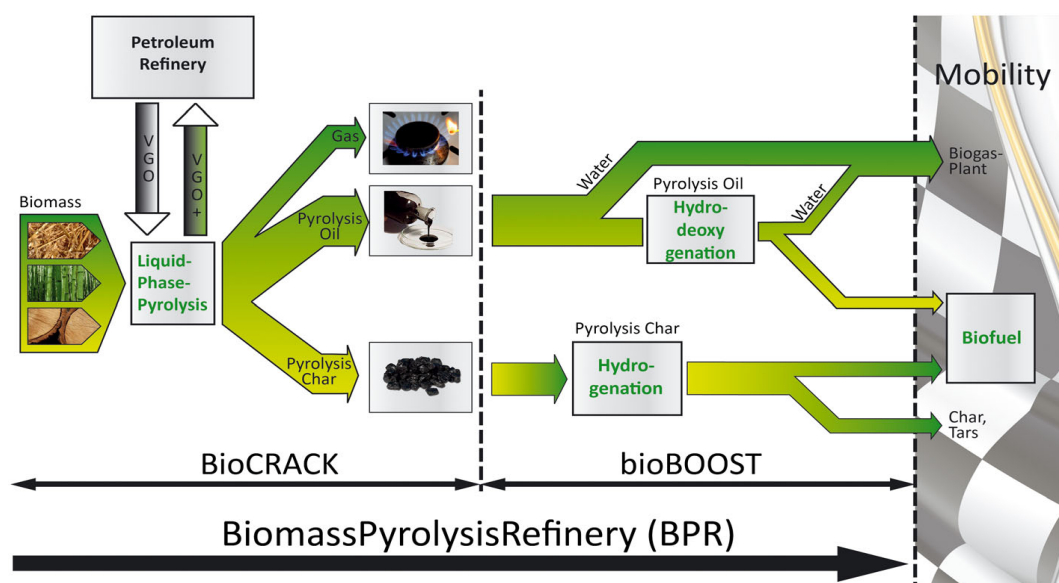 Petroleum
Refinery
VGO
VGO+
Biomass
Liquid-
Phase-
Pyrolysis
Gas
Pyrolysis
Oil
Pyrolysis
Char
Water
Pyrolysis Oil
Hydro-
deoxy
genation
Water
Pyrolysis Char
Hydro-
genation
Mobility
Biogas-
Plant
Biofuel
Char,
Tars
BioCRACK
bioBOOST
BiomassPyrolysisRefinery (BPR)